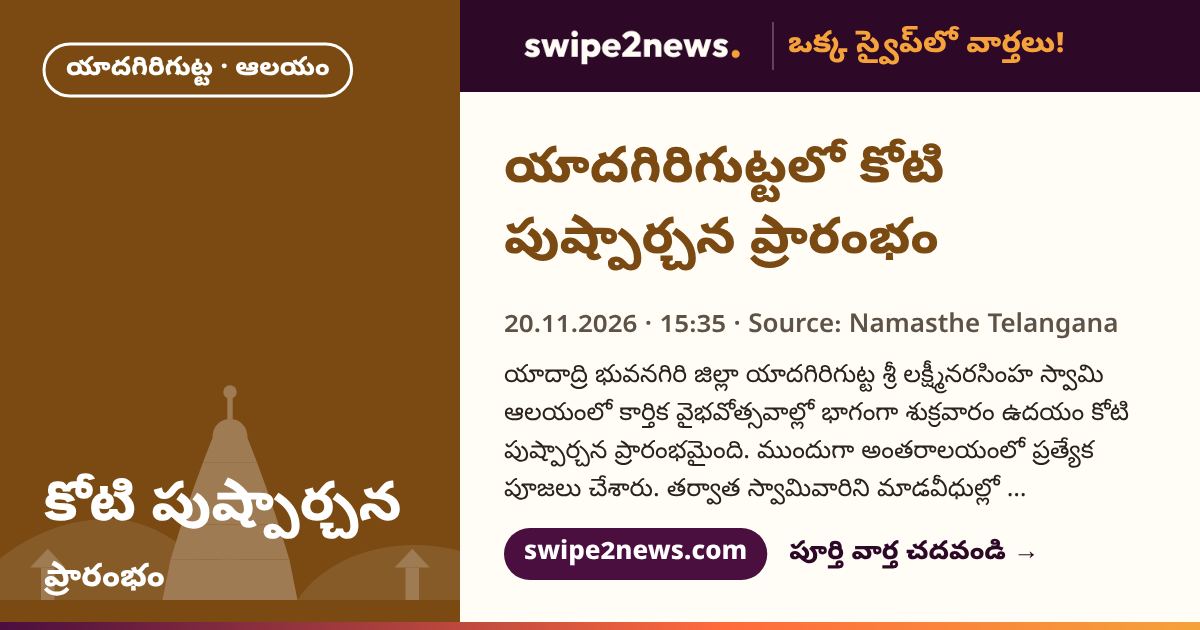 యాదగిరిగుట్ట · ఆలయం
కోటి పుష్పార్చన
ప్రారంభం
swipe2news.
ఒక్క స్వైప్‌లో వార్తలు!
యాదగిరిగుట్టలో కోటి
పుష్పార్చన ప్రారంభం
20.11.2026 · 15:35 · Source: Namasthe Telangana
యాదాద్రి భువనగిరి జిల్లా యాదగిరిగుట్ట శ్రీ లక్ష్మీనరసింహ స్వామి
ఆలయంలో కార్తిక వైభవోత్సవాల్లో భాగంగా శుక్రవారం ఉదయం కోటి
పుష్పార్చన ప్రారంభమైంది. ముందుగా అంతరాలయంలో ప్రత్యేక
పూజలు చేశారు. తర్వాత స్వామివారిని మాడవీధుల్లో ...
swipe2news.com
పూర్తి వార్త చదవండి →